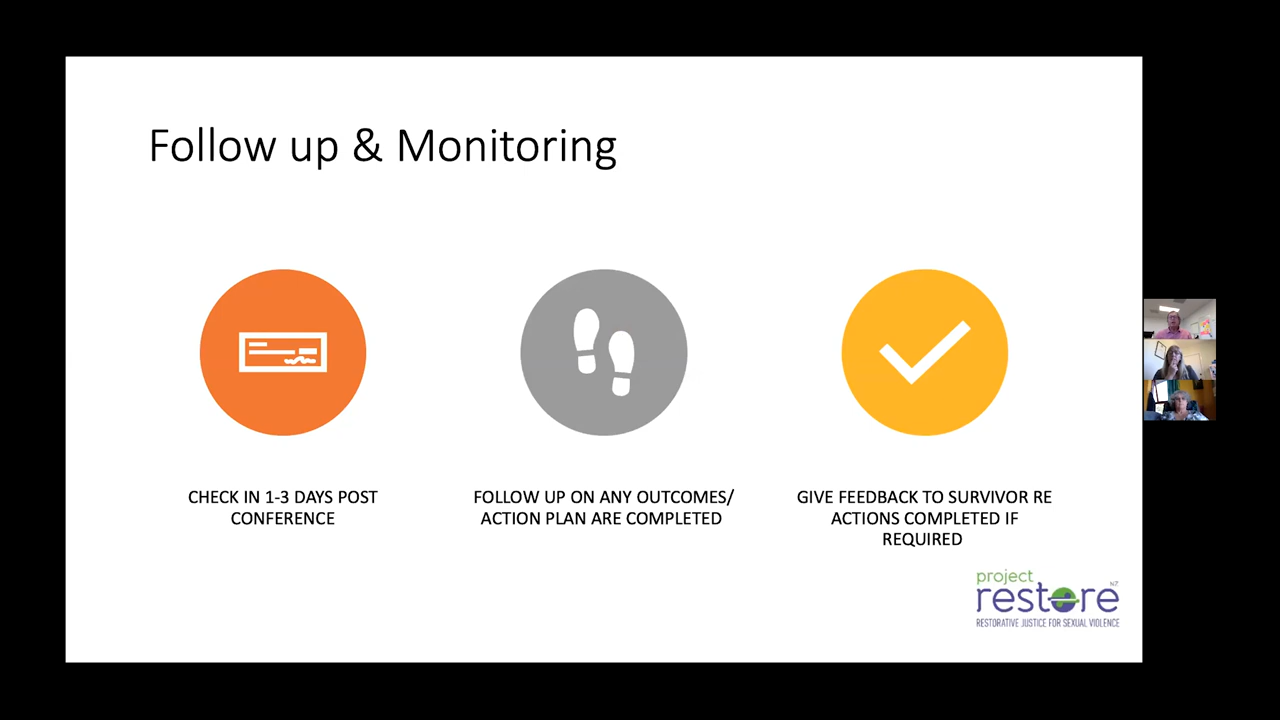 Follow up & Monitoring
CHECK IN 1-3 DAYS POST
CONFERENCE
FOLLOW UP ON ANY OUTCOMES/
ACTION PLAN ARE COMPLETED
GIVE FEEDBACK TO SURVIVOR RE
ACTIONS COMPLETED IF
REQUIRED
project
restore NZ
RESTORATIVE JUSTICE FOR SEXUAL VIOLENCE